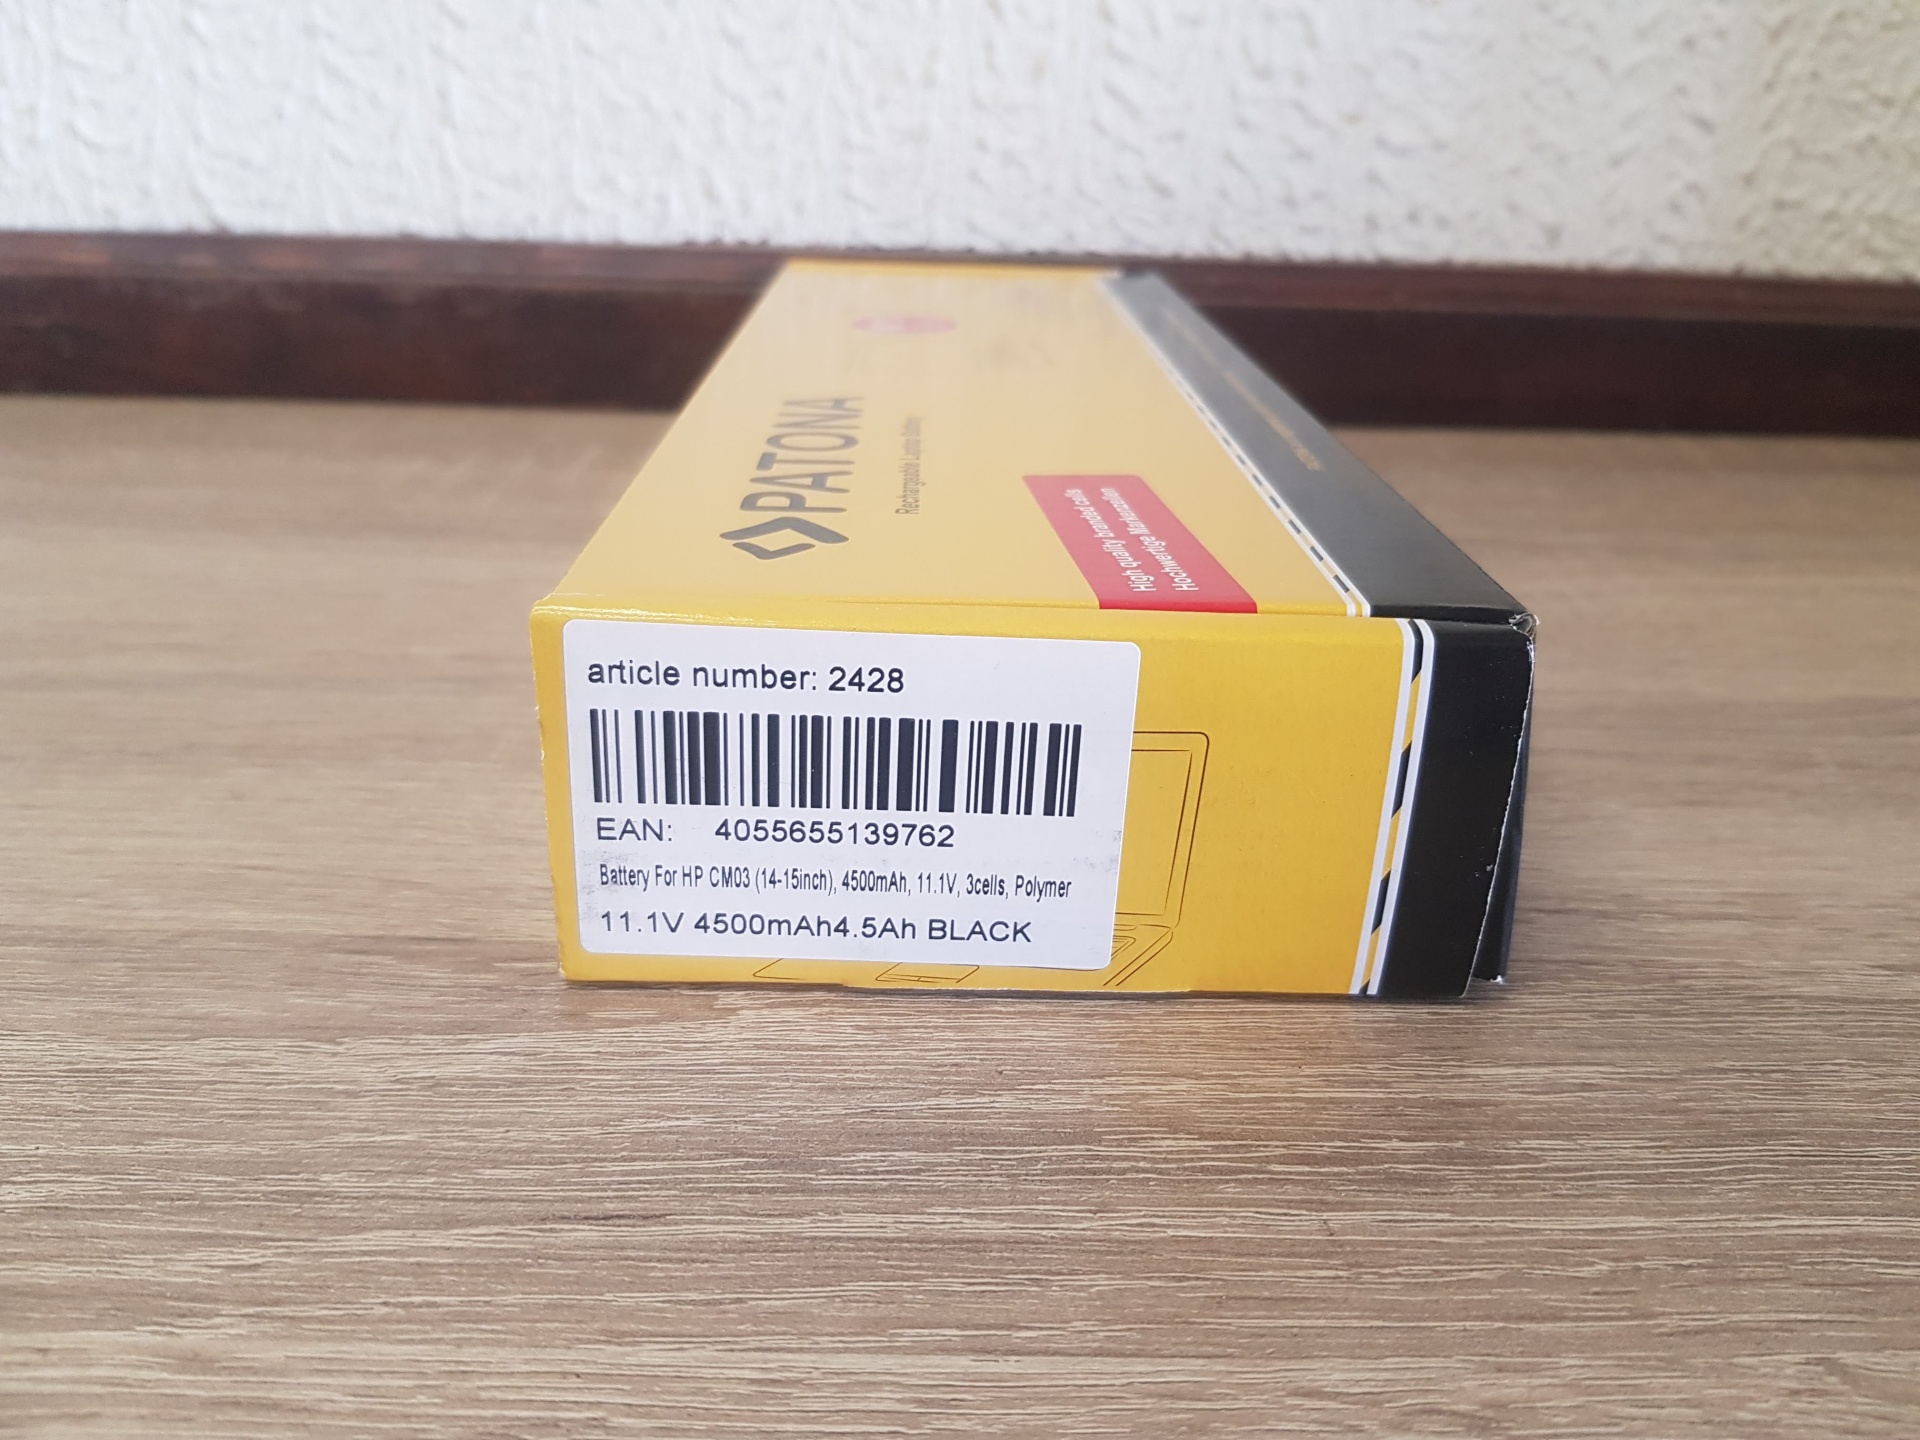 PATONA
Rechargeable Laptop Battery
High quality branded cells
Hochwertige Markenzellen
article number: 2428
EAN: 4055655139762
Battery For HP CM03 (14-15inch), 4500mAh, 11.1V, 3cells, Polymer
11.1V 4500mAh4.5Ah BLACK